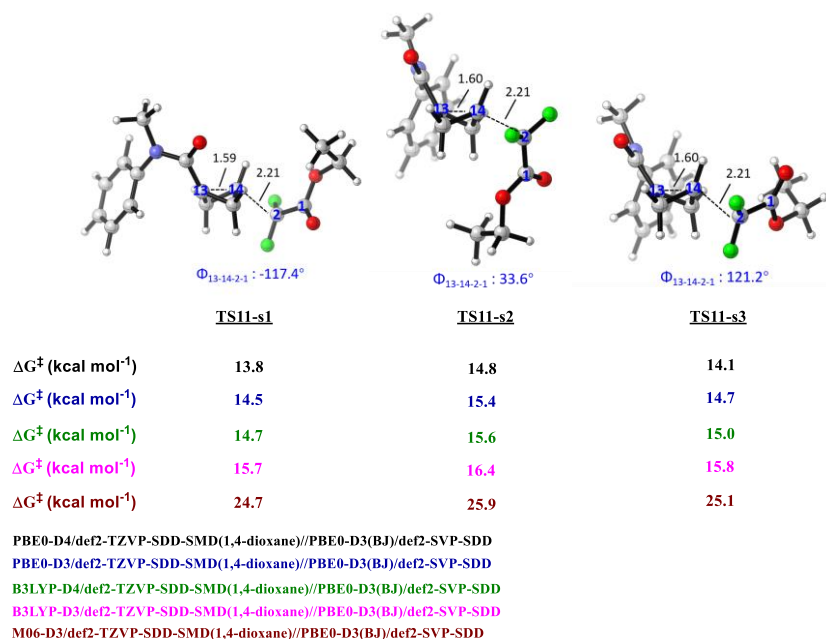 1.60
13 14
2.21
2
1
1.59
13 14
2.21
2 1
Φ13-14-2-1 : -117.4°
Φ13-14-2-1 : 33.6°
1.60
13 14
2.21
2
1
Φ13-14-2-1 : 121.2°
TS11-s1 TS11-s2 TS11-s3
ΔG‡ (kcal mol-1) 13.8 14.8 14.1
ΔG‡ (kcal mol-1) 14.5 15.4 14.7
ΔG‡ (kcal mol-1) 14.7 15.6 15.0
ΔG‡ (kcal mol-1) 15.7 16.4 15.8
ΔG‡ (kcal mol-1) 24.7 25.9 25.1
PBE0-D4/def2-TZVP-SDD-SMD(1,4-dioxane)//PBE0-D3(BJ)/def2-SVP-SDD
PBE0-D3/def2-TZVP-SDD-SMD(1,4-dioxane)//PBE0-D3(BJ)/def2-SVP-SDD
B3LYP-D4/def2-TZVP-SDD-SMD(1,4-dioxane)//PBE0-D3(BJ)/def2-SVP-SDD
B3LYP-D3/def2-TZVP-SDD-SMD(1,4-dioxane)//PBE0-D3(BJ)/def2-SVP-SDD
M06-D3/def2-TZVP-SDD-SMD(1,4-dioxane)//PBE0-D3(BJ)/def2-SVP-SDD